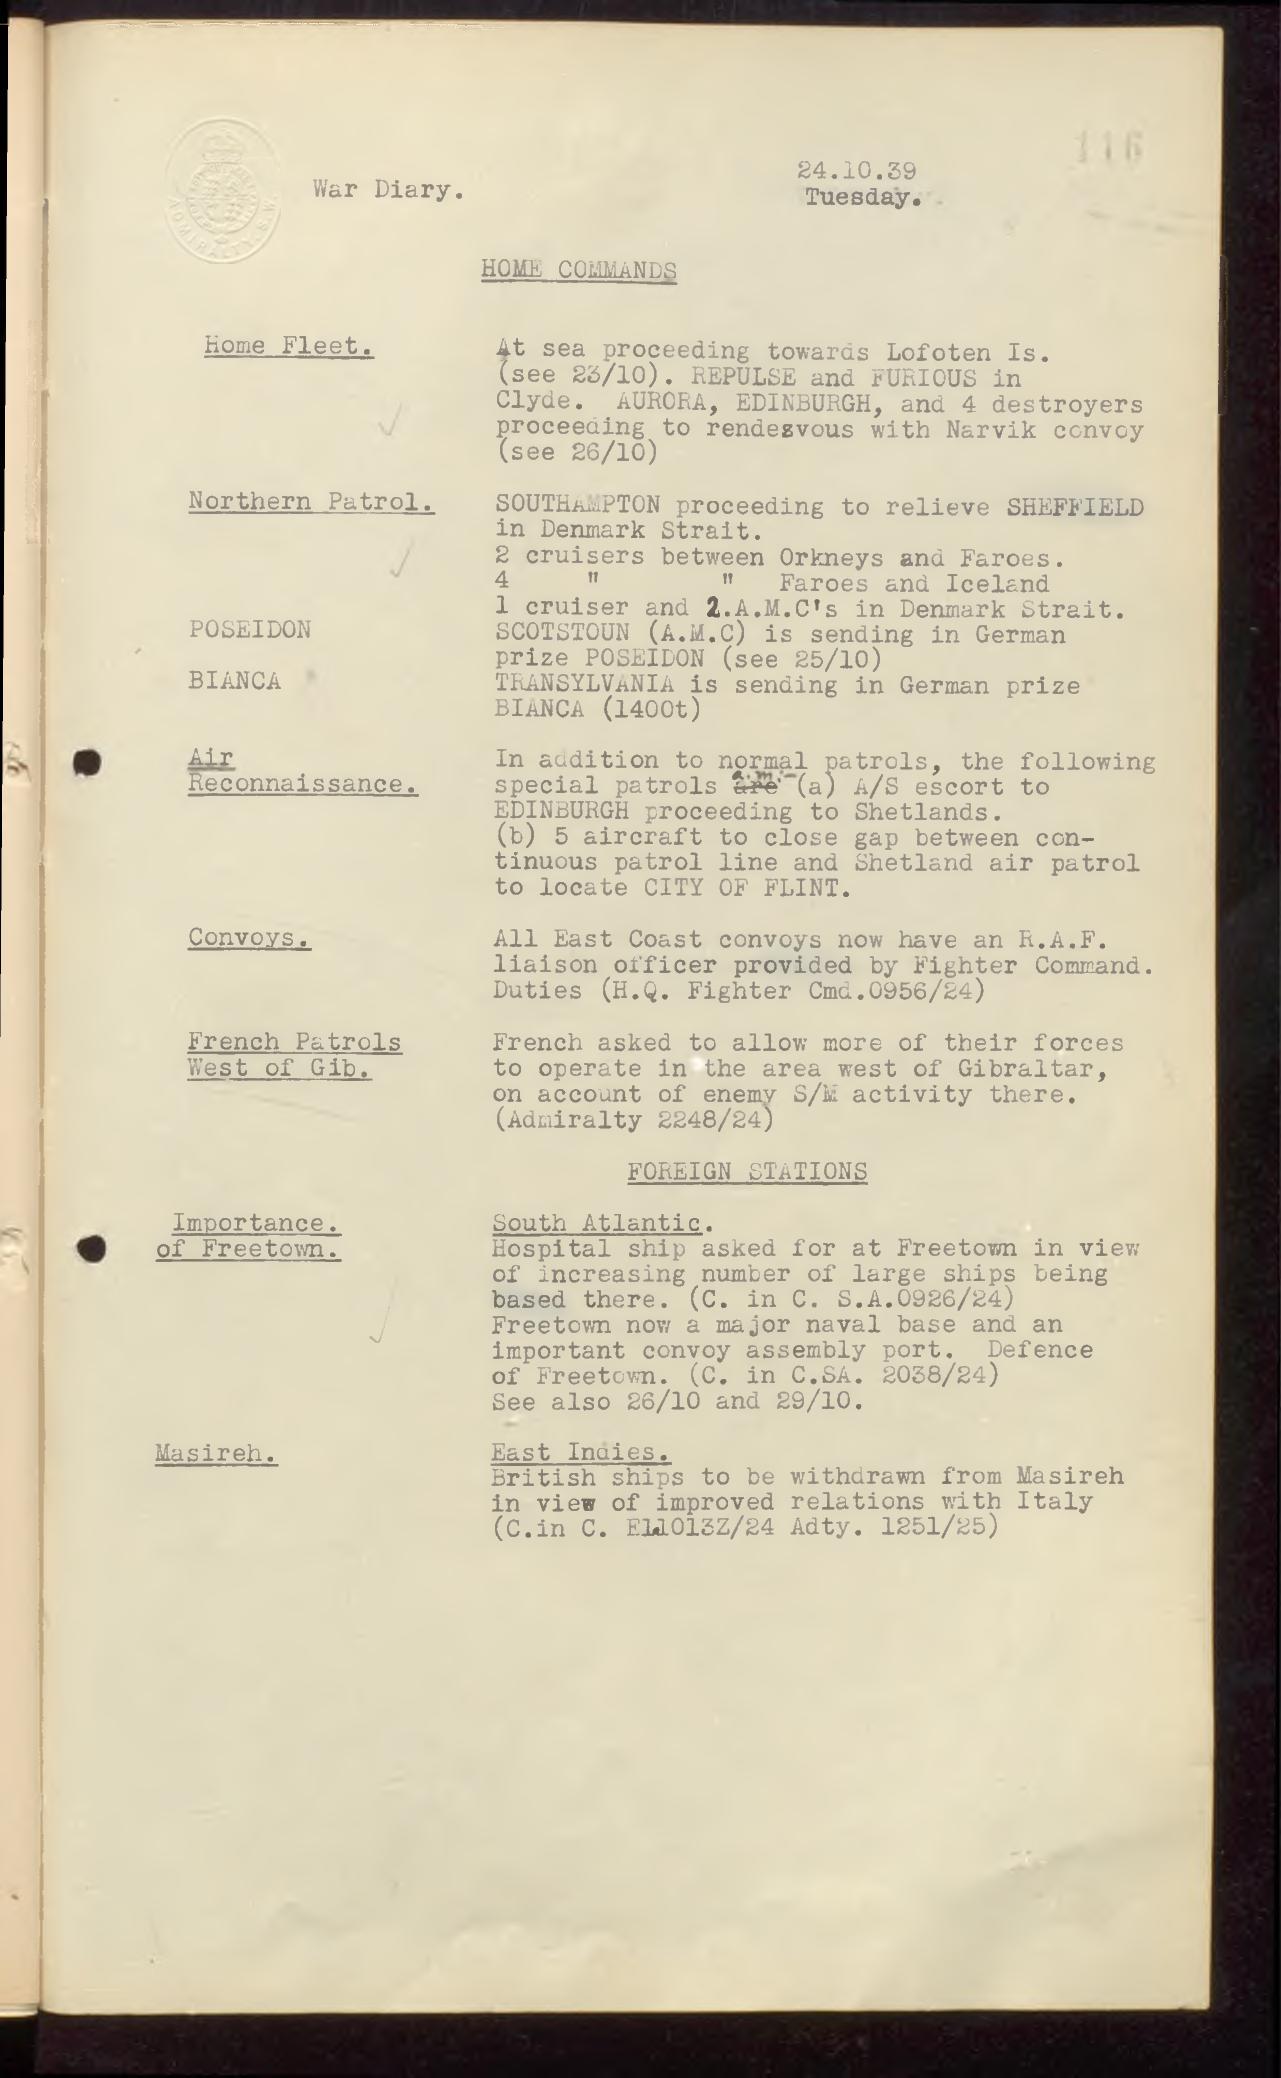 116
24.10.39
War Diary.
Tuesday.
ADMIRALTY.S.W.
HOME COMMANDS
Home Fleet.
At sea proceeding towards Lofoten Is.
(see 23/10). REPULSE and FURIOUS in
Clyde. AURORA, EDINBURGH, and 4 destroyers
proceeding to rendezvous with Narvik convoy
(see 26/10)
Northern Patrol.
SOUTHAMPTON proceeding to relieve SHEFFIELD
in Denmark Strait.
2 cruisers between Orkneys and Faroes.
4 " " Faroes and Iceland
1 cruiser and 2.A.M.C's in Denmark Strait.
POSEIDON
SCOTSTOUN (A.M.C) is sending in German
prize POSEIDON (see 25/10)
BIANCA
TRANSYLVANIA is sending in German prize
BIANCA (1400t)
Air
Reconnaissance.
In addition to normal patrols, the following
special patrols are a.m:- (a) A/S escort to
EDINBURGH proceeding to Shetlands.
(b) 5 aircraft to close gap between con-
tinuous patrol line and Shetland air patrol
to locate CITY OF FLINT.
Convoys.
All East Coast convoys now have an R.A.F.
liaison officer provided by Fighter Command.
Duties (H.Q. Fighter Cmd.0956/24)
French Patrols
West of Gib.
French asked to allow more of their forces
to operate in the area west of Gibraltar,
on account of enemy S/M activity there.
(Admiralty 2248/24)
FOREIGN STATIONS
Importance.
of Freetown.
South Atlantic.
Hospital ship asked for at Freetown in view
of increasing number of large ships being
based there. (C. in C. S.A.0926/24)
Freetown now a major naval base and an
important convoy assembly port. Defence
of Freetown. (C. in C.SA. 2038/24)
See also 26/10 and 29/10.
Masireh.
East Indies.
British ships to be withdrawn from Masireh
in view of improved relations with Italy
(C.in C. EI1013Z/24 Adty. 1251/25)